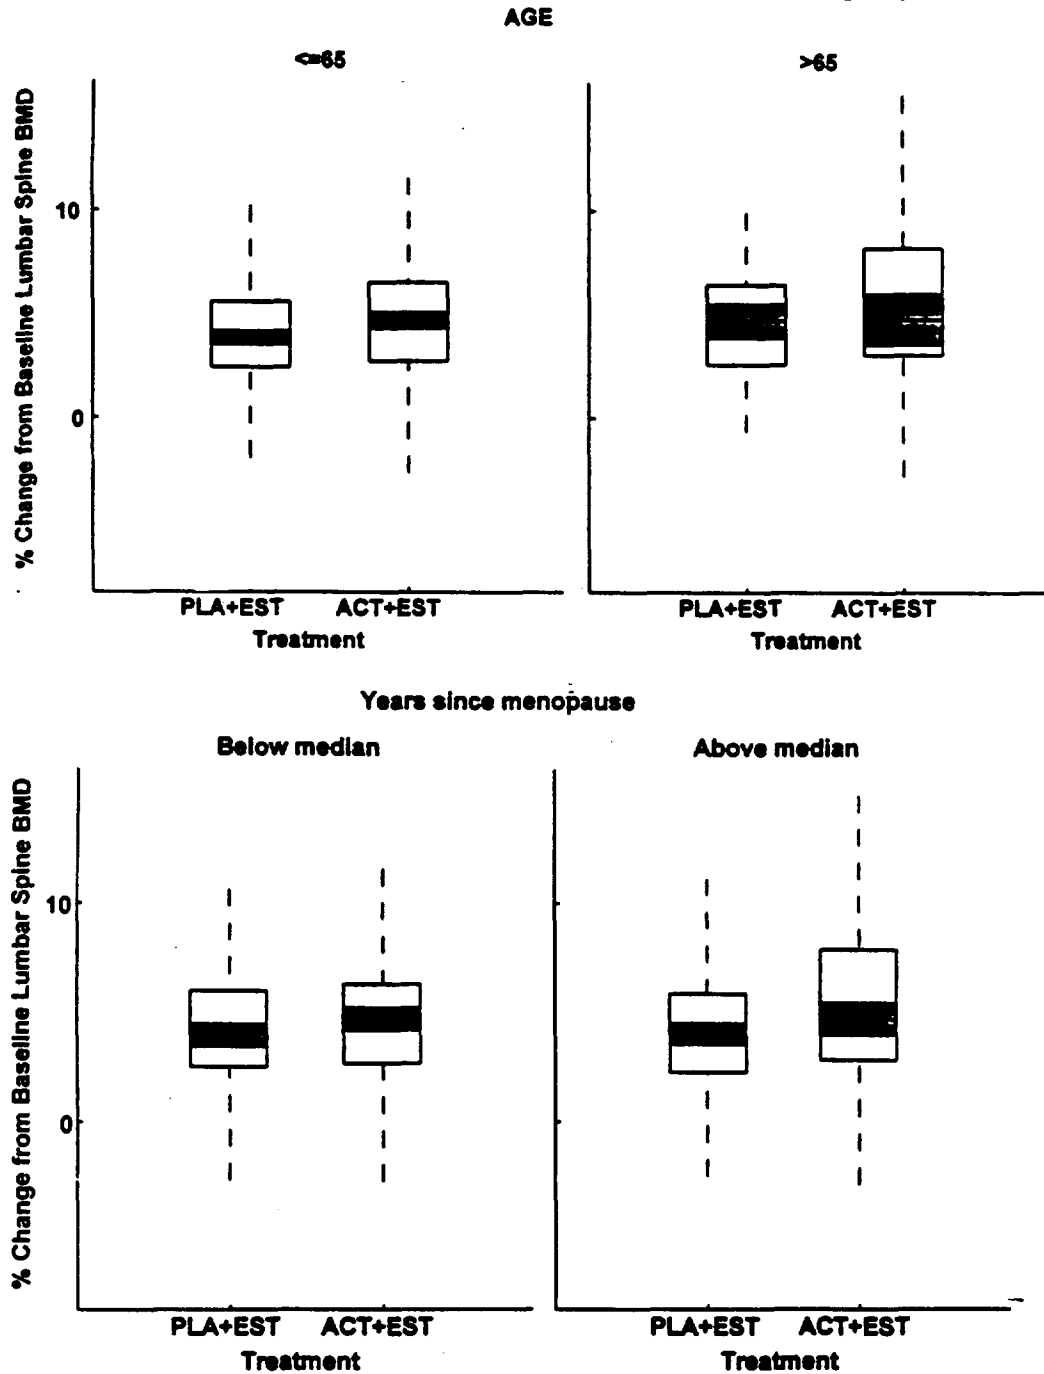 AGE
<=65
>65
% Change from Baseline Lumbar Spine BMD
10
0
PLA+EST ACT+EST
PLA+EST ACT+EST
Treatment
Treatment
Years since menopause
Below median
Above median
% Change from Baseline Lumbar Spine BMD
10
0
PLA+EST ACT+EST
PLA+EST ACT+EST
Treatment
Treatment